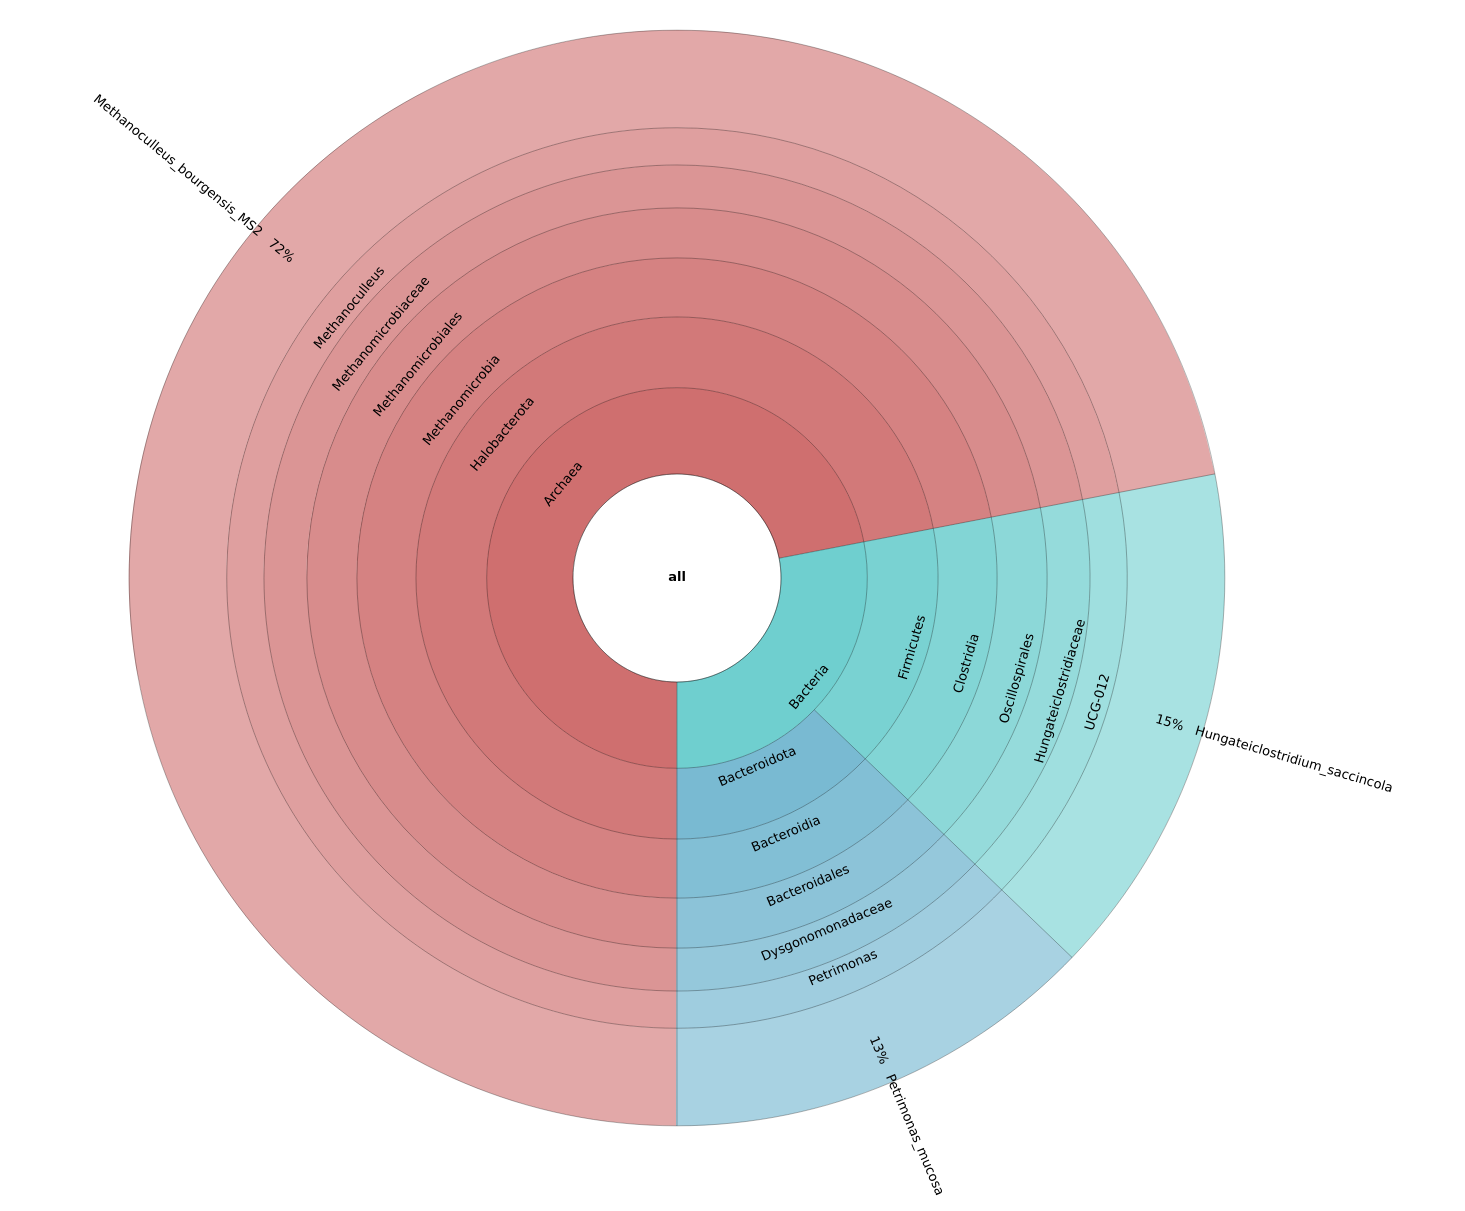 Methanoculleus_bourgensis_MS2 72%
Methanoculleus
Methanomicrobiaceae
Methanomicrobiales
Methanomicrobia
Halobacterota
Archaea
all
Bacteria
Firmicutes
Clostridia
Oscillospirales
Hungateiclostridiaceae
UCG-012
15% Hungateiclostridium_saccincola
Bacteroidota
Bacteroidia
Bacteroidales
Dysgonomonadaceae
Petrimonas
13% Petrimonas_mucosa